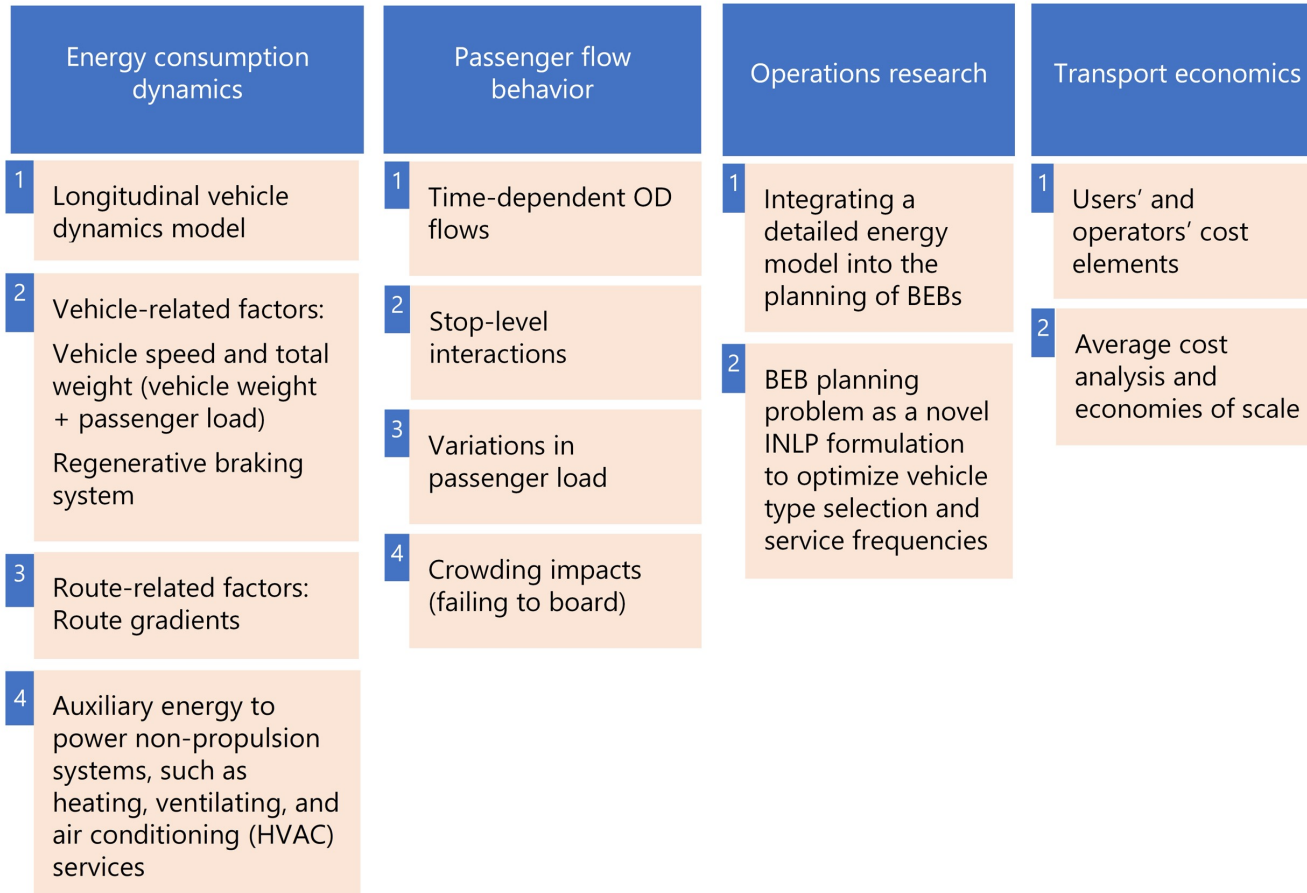 Energy consumption
dynamics
1
Longitudinal vehicle
dynamics model
2
Vehicle-related factors:
Vehicle speed and total
weight (vehicle weight
+ passenger load)
Regenerative braking
system
3
Route-related factors:
Route gradients
4
Auxiliary energy to
power non-propulsion
systems, such as
heating, ventilating, and
air conditioning (HVAC)
services
Passenger flow
behavior
1
Time-dependent OD
flows
2
Stop-level
interactions
3
Variations in
passenger load
4
Crowding impacts
(failing to board)
Operations research
1
Integrating a
detailed energy
model into the
planning of BEBs
2
BEB planning
problem as a novel
INLP formulation
to optimize vehicle
type selection and
service frequencies
Transport economics
1
Users’ and
operators’ cost
elements
2
Average cost
analysis and
economies of scale